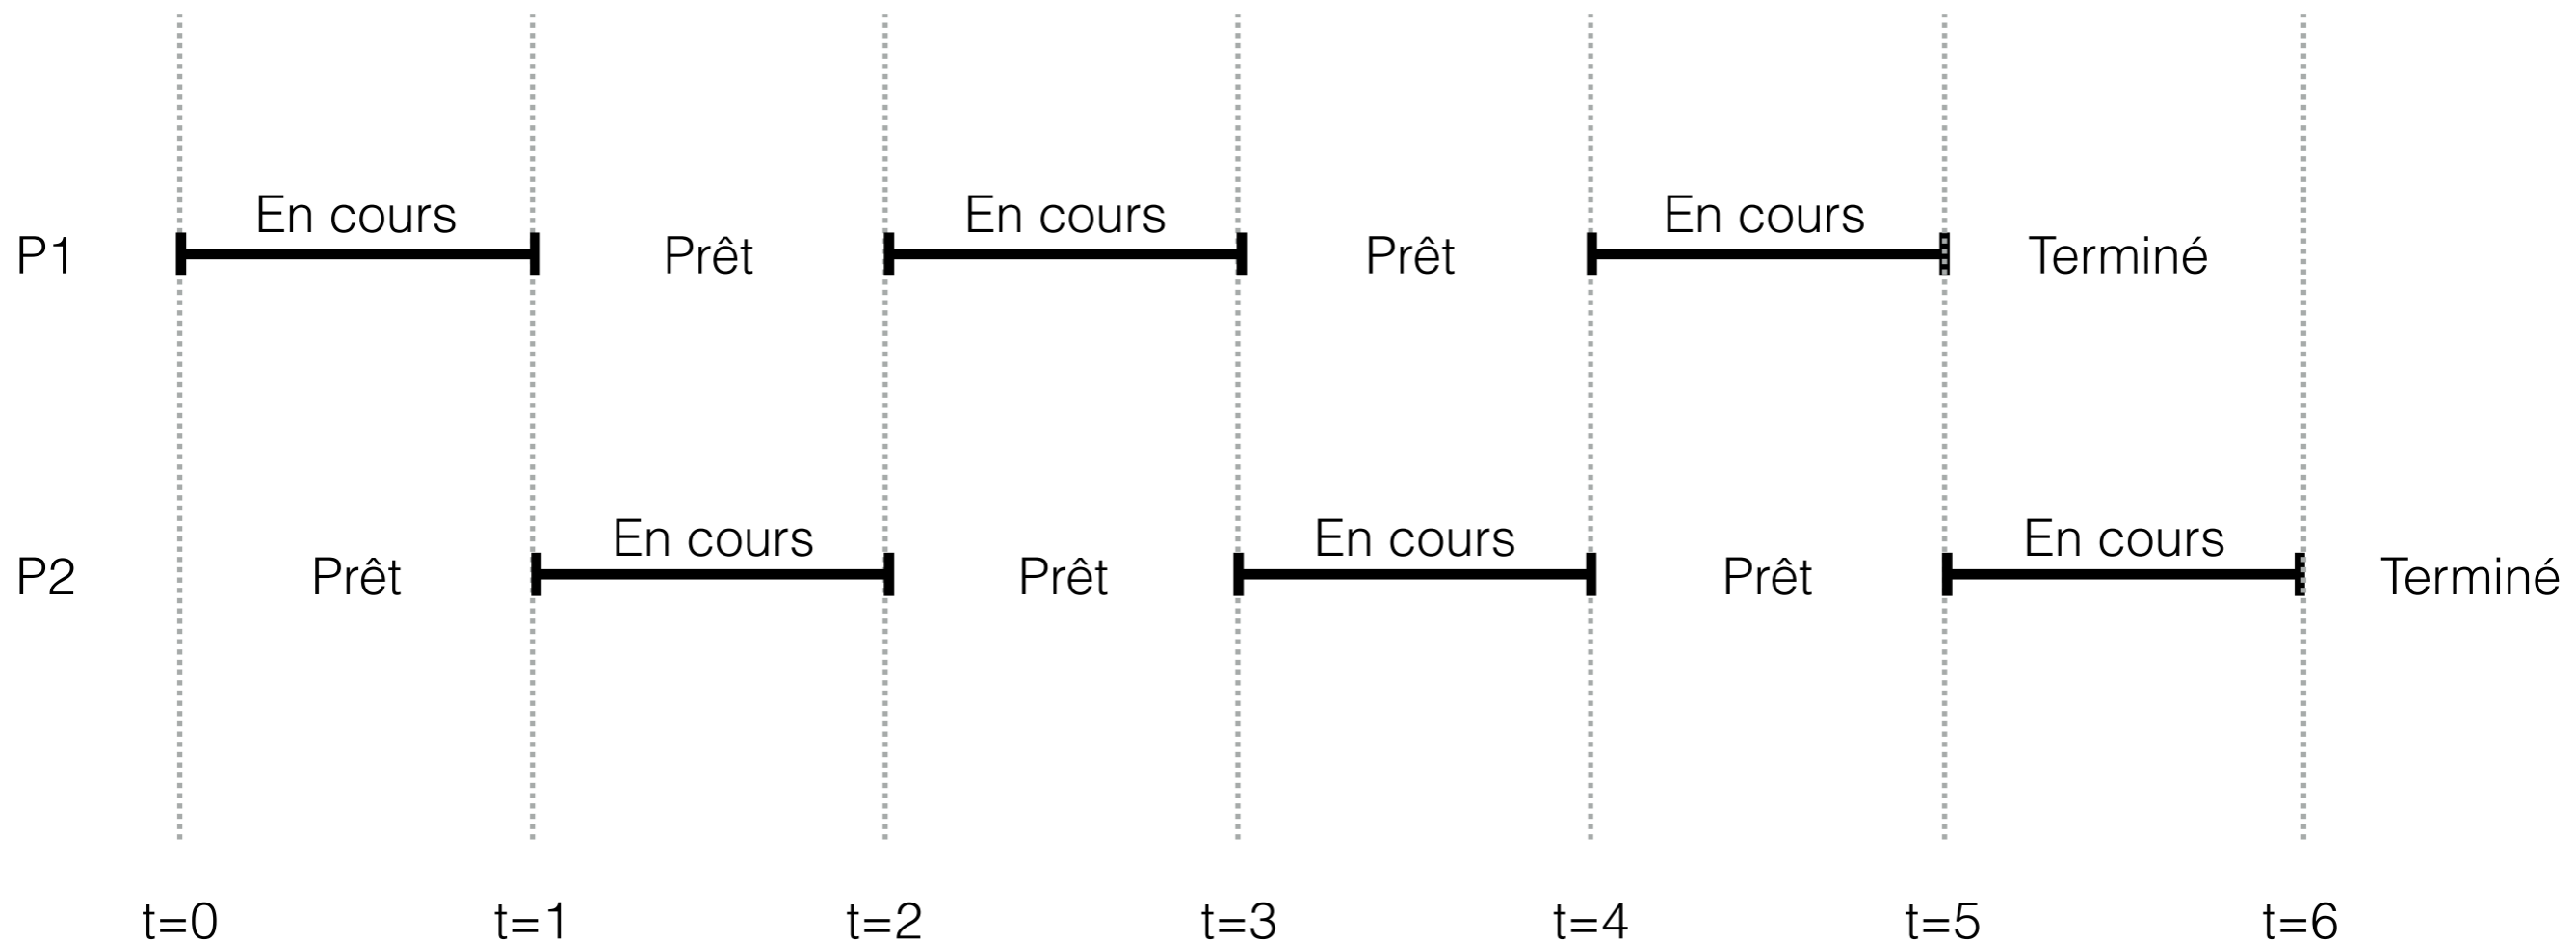 En cours En cours En cours
P1 Prêt Prêt Terminé
En cours En cours En cours
P2 Prêt Prêt Prêt Terminé
t=0 t=1 t=2 t=3 t=4 t=5 t=6